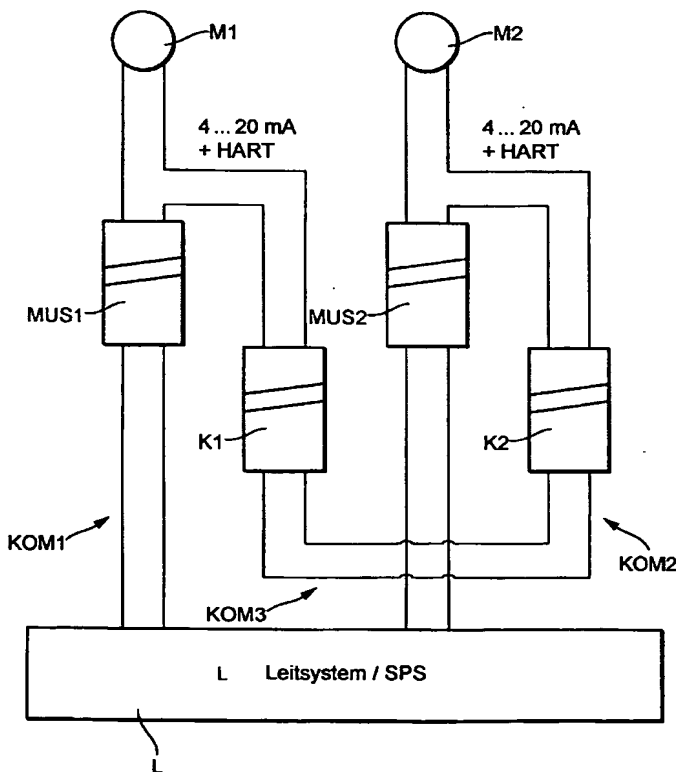 M1
M2
4 ... 20 mA
+ HART
4 ... 20 mA
+ HART
MUS1
MUS2
K1
K2
KOM1
KOM2
KOM3
L Leitsystem / SPS
L